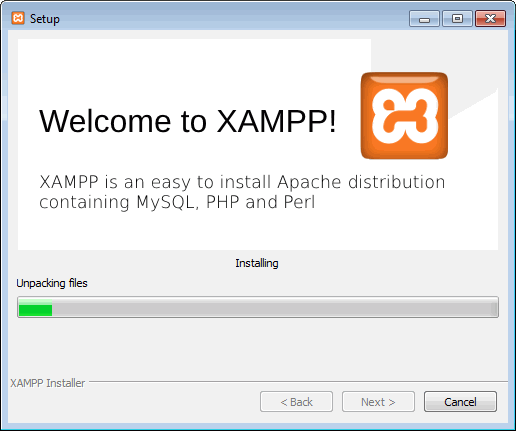 Setup
Welcome to XAMPP!
XAMPP is an easy to install Apache distribution
containing MySQL, PHP and Perl
Installing
Unpacking files
XAMPP Installer
< Back
Next >
Cancel